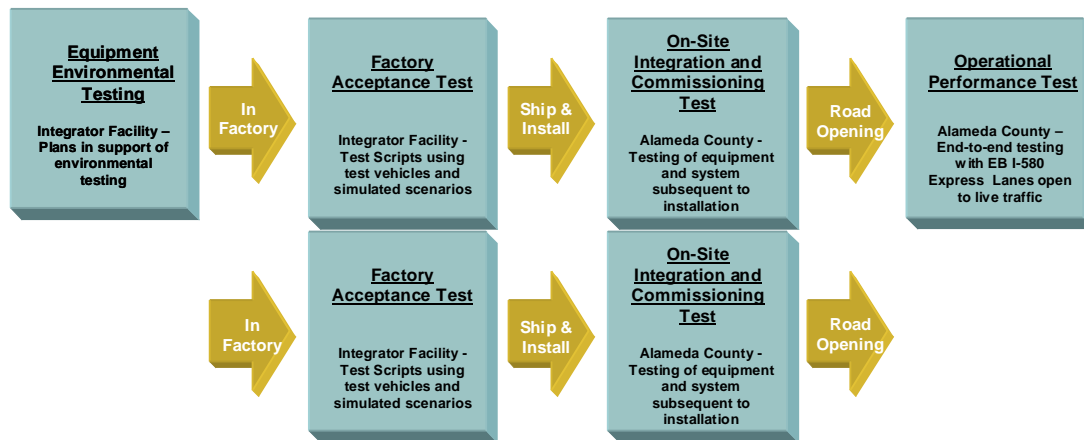 Equipment
Environmental
Testing
Integrator Facility –
Plans in support of
environmental
testing
In
Factory
Factory
Acceptance Test
Integrator Facility -
Test Scripts using
test vehicles and
simulated scenarios
Ship &
Install
On-Site
Integration and
Commissioning
Test
Alameda County -
Testing of equipment
and system
subsequent to
installation
Road
Opening
Operational
Performance Test
Alameda County –
End-to-end testing
with EB I-580
Express Lanes open
to live traffic
In
Factory
Factory
Acceptance Test
Integrator Facility -
Test Scripts using
test vehicles and
simulated scenarios
Ship &
Install
On-Site
Integration and
Commissioning
Test
Alameda County -
Testing of equipment
and system
subsequent to
installation
Road
Opening